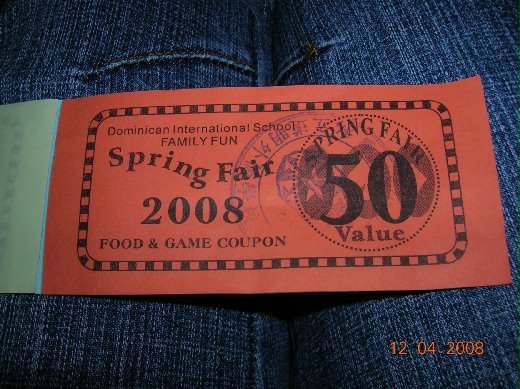 Dominican International School
FAMILY FUN
Spring Fair
2008
FOOD & GAME COUPON
SPRING FAIR
50
Value
12 04 2008